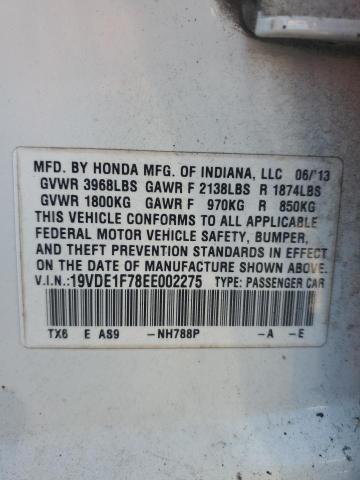 MFD. BY HONDA MFG. OF INDIANA, LLC 06/'13
GVWR 3968LBS GAWR F 2138LBS R 1874LBS
GVWR 1800KG GAWR F 970KG R 850KG
THIS VEHICLE CONFORMS TO ALL APPLICABLE
FEDERAL MOTOR VEHICLE SAFETY, BUMPER,
AND THEFT PREVENTION STANDARDS IN EFFECT
ON THE DATE OF MANUFACTURE SHOWN ABOVE.
V.I.N.:19VDE1F78EE002275 TYPE: PASSENGER CAR
TX6 E AS9 -NH788P -A -E